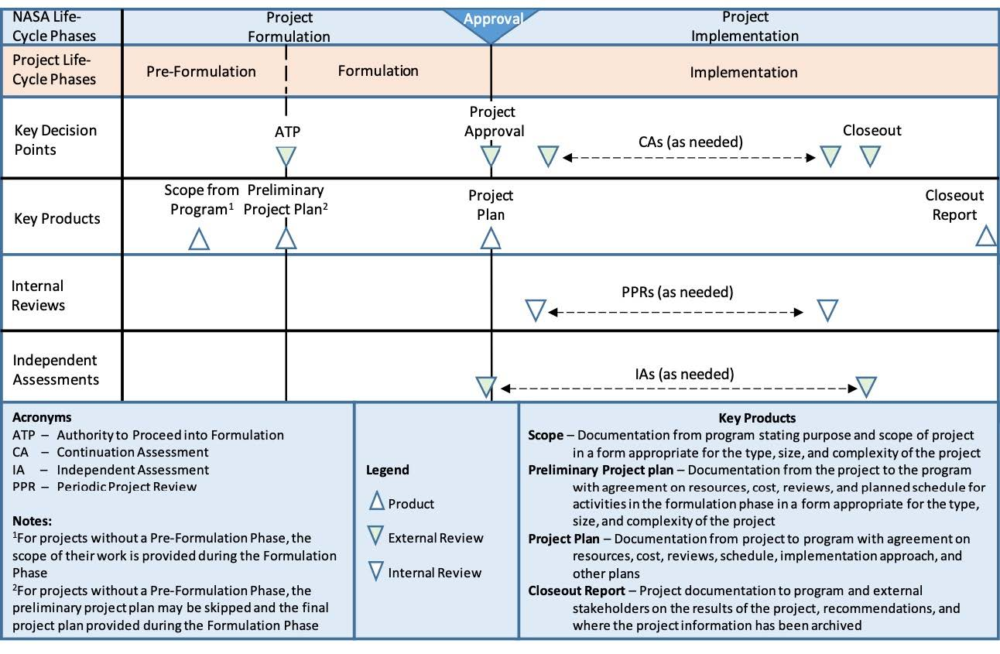 NASA Life-
Cycle Phases
Project
Formulation
Approval
Project
Implementation
Project Life-
Cycle Phases
Pre-Formulation
Formulation
Implementation
Key Decision
Points
ATP
Project
Approval
CAs (as needed)
Closeout
Key Products
Scope from
Program¹
Preliminary
Project Plan²
Project
Plan
Closeout
Report
Internal
Reviews
PPRs (as needed)
Independent
Assessments
IAs (as needed)
Acronyms
ATP – Authority to Proceed into Formulation
CA – Continuation Assessment
IA – Independent Assessment
PPR – Periodic Project Review
Notes:
¹For projects without a Pre-Formulation Phase, the
scope of their work is provided during the Formulation
Phase
²For projects without a Pre-Formulation Phase, the
preliminary project plan may be skipped and the final
project plan provided during the Formulation Phase
Legend
Product
External Review
Internal Review
Key Products
Scope – Documentation from program stating purpose and scope of project
in a form appropriate for the type, size, and complexity of the project
Preliminary Project plan – Documentation from the project to the program
with agreement on resources, cost, reviews, and planned schedule for
activities in the formulation phase in a form appropriate for the type,
size, and complexity of the project
Project Plan – Documentation from project to program with agreement on
resources, cost, reviews, schedule, implementation approach, and
other plans
Closeout Report – Project documentation to program and external
stakeholders on the results of the project, recommendations, and
where the project information has been archived